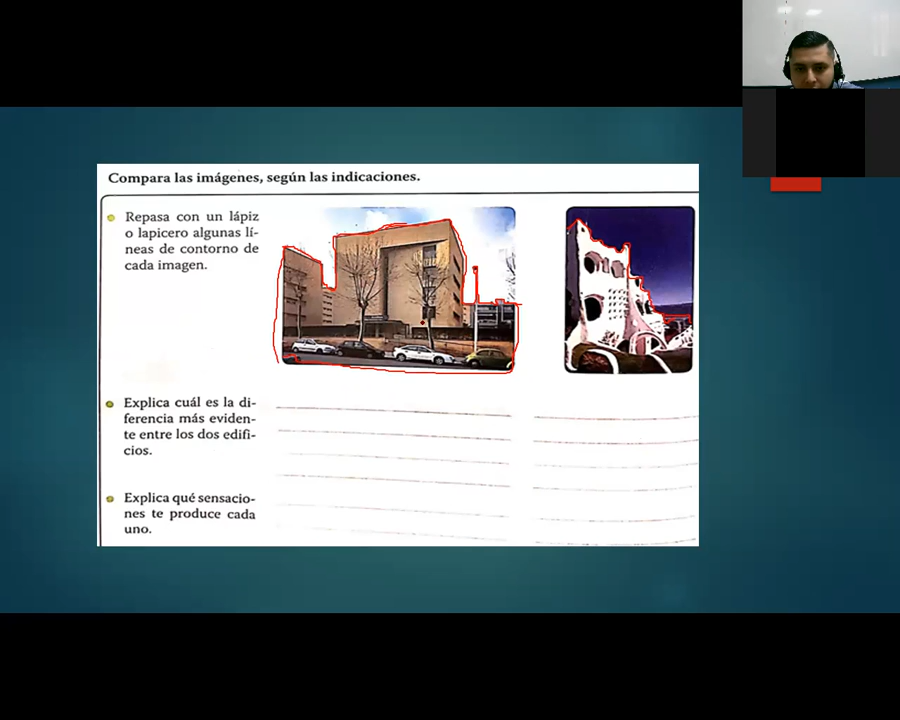 Compara las imágenes, según las indicaciones.
Repasa con un lápiz
o lapicero algunas lí-
neas de contorno de
cada imagen.
Explica cuál es la di-
ferencia más eviden-
te entre los dos edifi-
cios.
Explica qué sensacio-
nes te produce cada
uno.